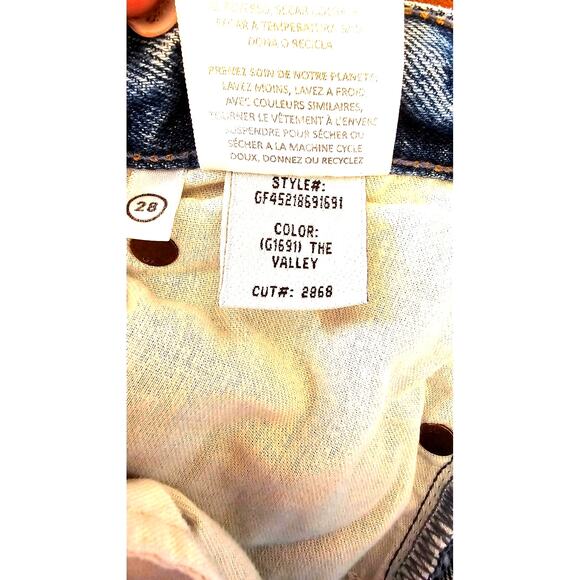 SECAR A TEMPERATURA
DONA O RECICLA
PRENEZ SOIN DE NOTRE PLANETE:
LAVEZ MOINS, LAVEZ A FROID
AVEC COULEURS SIMILAIRES,
TOURNER LE VÊTEMENT À L'ENVERS
SUSPENDRE POUR SÉCHER OU
SÉCHER A LA MACHINE CYCLE
DOUX, DONNEZ OU RECYCLEZ
28
STYLE#:
GF45218691691
COLOR:
(G1691) THE
VALLEY
CUT#: 2868